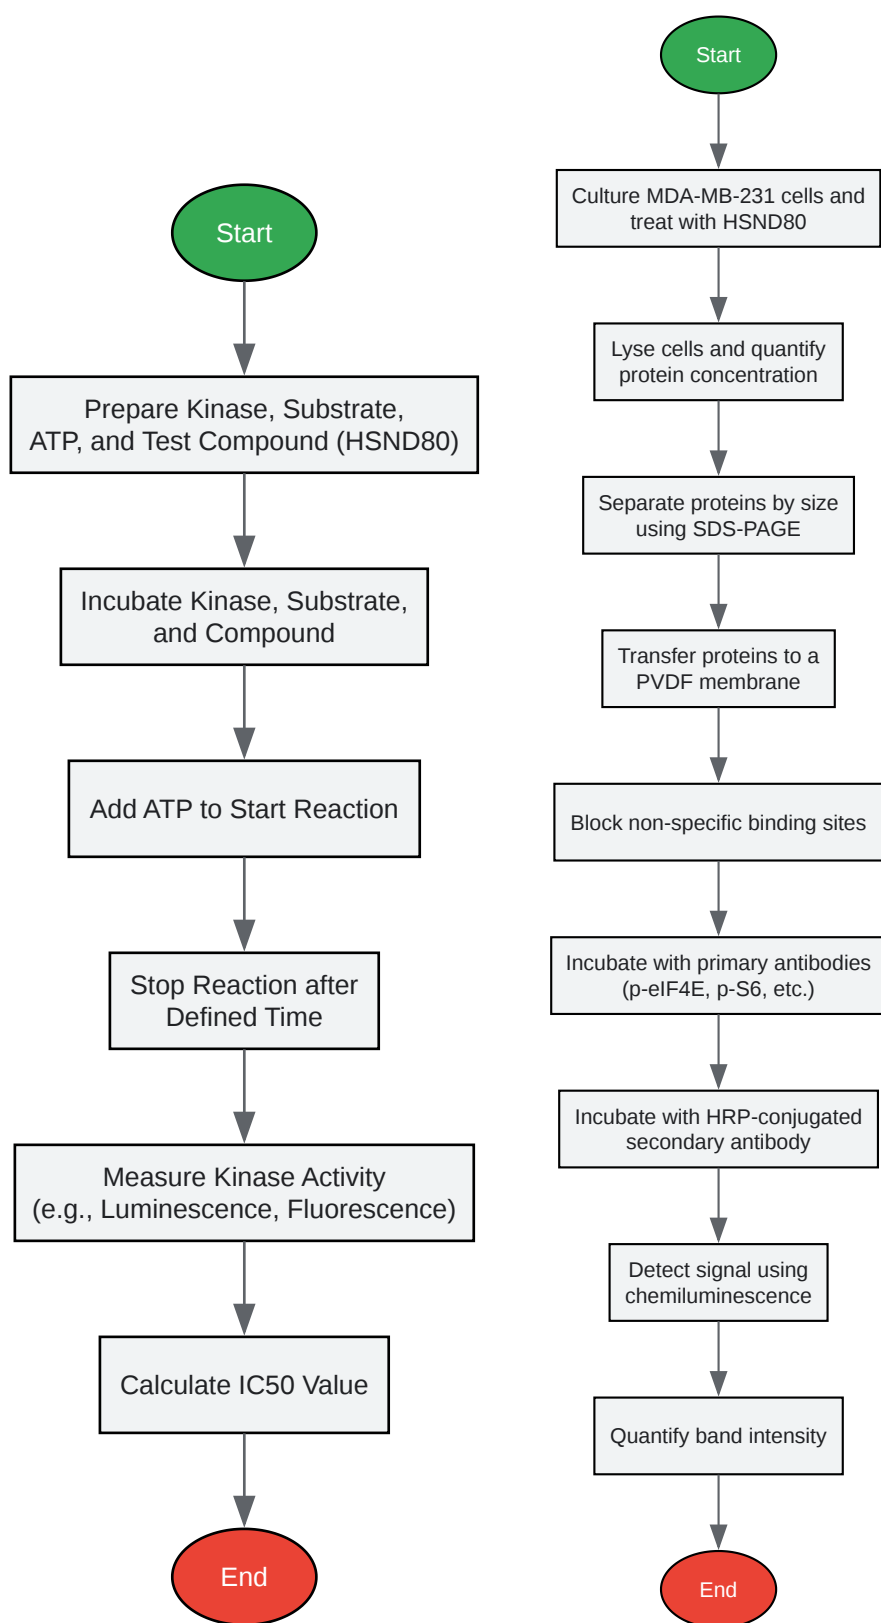 Start
Prepare Kinase, Substrate,
ATP, and Test Compound (HSND80)
Incubate Kinase, Substrate,
and Compound
Add ATP to Start Reaction
Stop Reaction after
Defined Time
Measure Kinase Activity
(e.g., Luminescence, Fluorescence)
Calculate IC50 Value
End
Start
Culture MDA-MB-231 cells and
treat with HSND80
Lyse cells and quantify
protein concentration
Separate proteins by size
using SDS-PAGE
Transfer proteins to a
PVDF membrane
Block non-specific binding sites
Incubate with primary antibodies
(p-eIF4E, p-S6, etc.)
Incubate with HRP-conjugated
secondary antibody
Detect signal using
chemiluminescence
Quantify band intensity
End